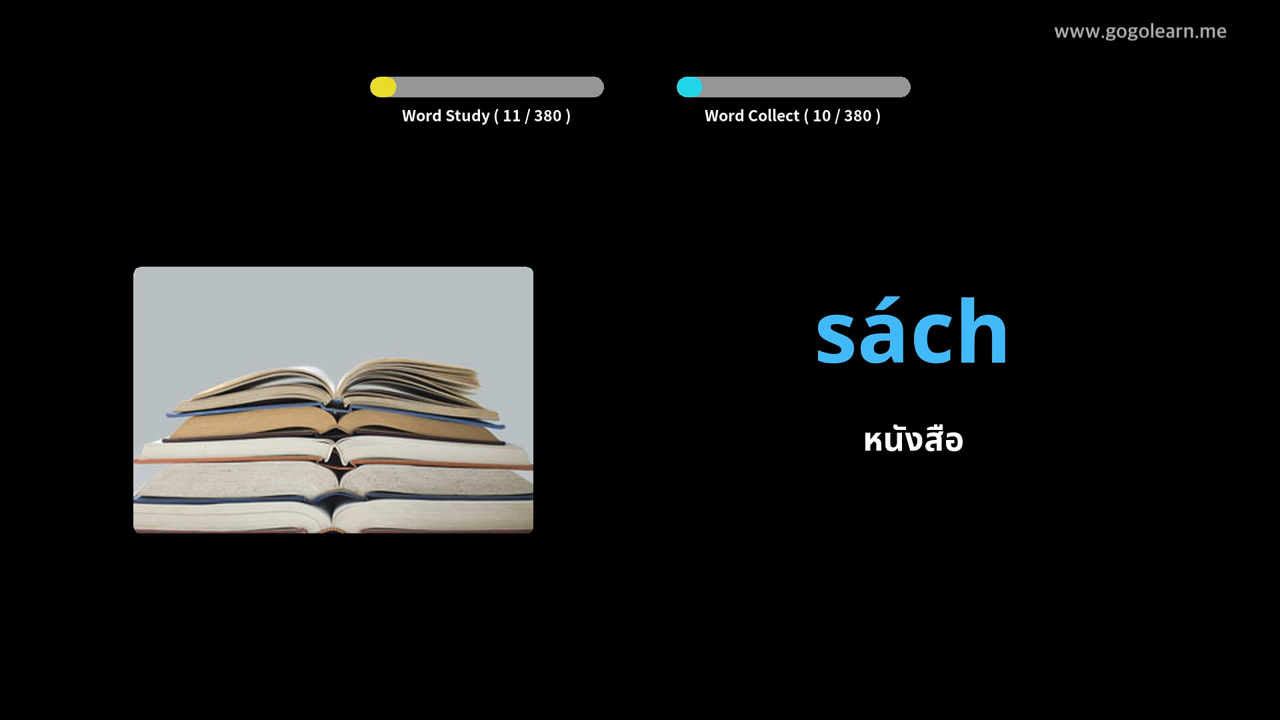 www.gogolearn.me
Word Study ( 11 / 380 )
Word Collect ( 10 / 380 )
sách
หนังสือ